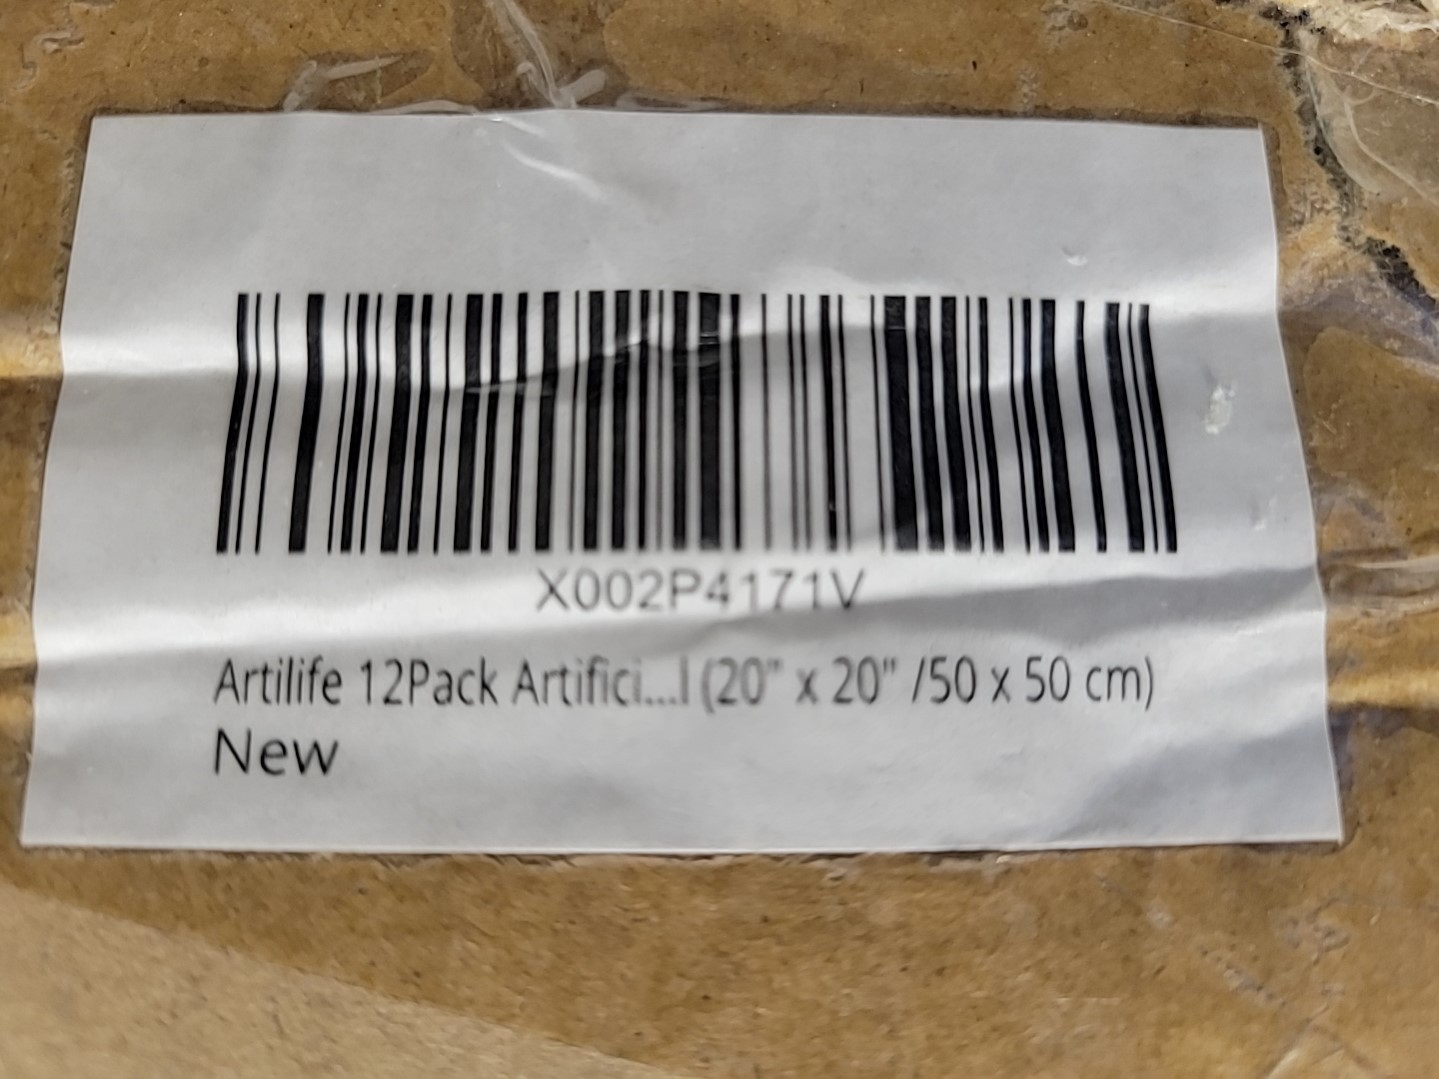 X002P4171V
Artilife 12Pack Artifici...l (20" x 20" /50 x 50 cm)
New